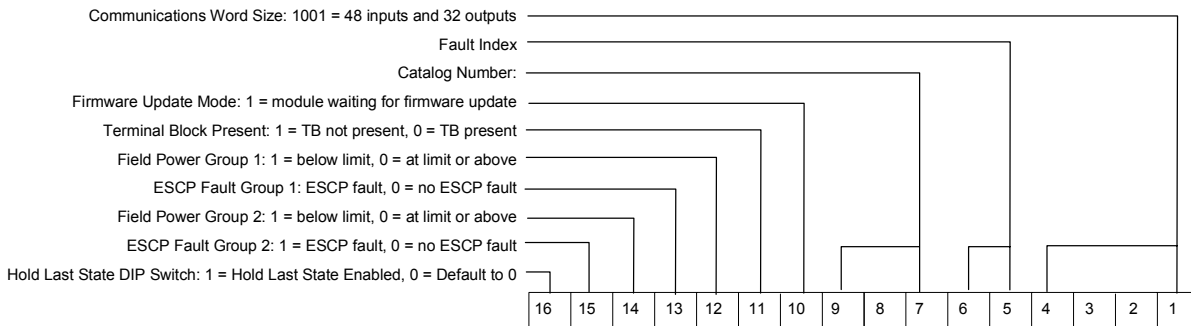 Communications Word Size: 1001 = 48 inputs and 32 outputs
Fault Index
Catalog Number:
Firmware Update Mode: 1 = module waiting for firmware update
Terminal Block Present: 1 = TB not present, 0 = TB present
Field Power Group 1: 1 = below limit, 0 = at limit or above
ESCP Fault Group 1: ESCP fault, 0 = no ESCP fault
Field Power Group 2: 1 = below limit, 0 = at limit or above
ESCP Fault Group 2: 1 = ESCP fault, 0 = no ESCP fault
Hold Last State DIP Switch: 1 = Hold Last State Enabled, 0 = Default to 0
16 15 14 13 12 11 10 9 8 7 6 5 4 3 2 1